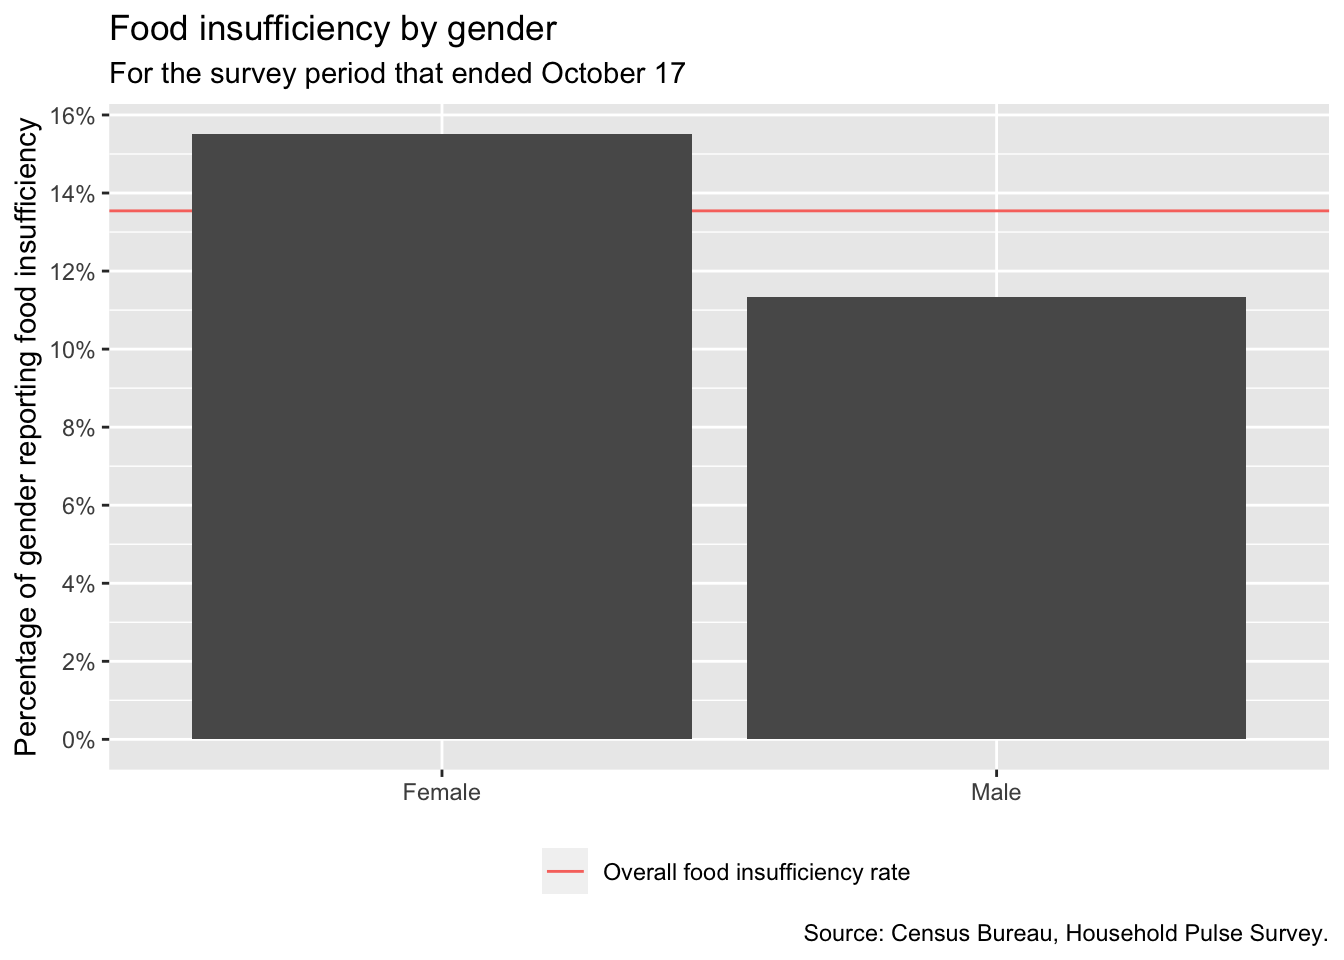 Food insufficiency by gender
For the survey period that ended October 17
Percentage of gender reporting food insufficiency
16%
14%
12%
10%
8%
6%
4%
2%
0%
Female
Male
Overall food insufficiency rate
Source: Census Bureau, Household Pulse Survey.